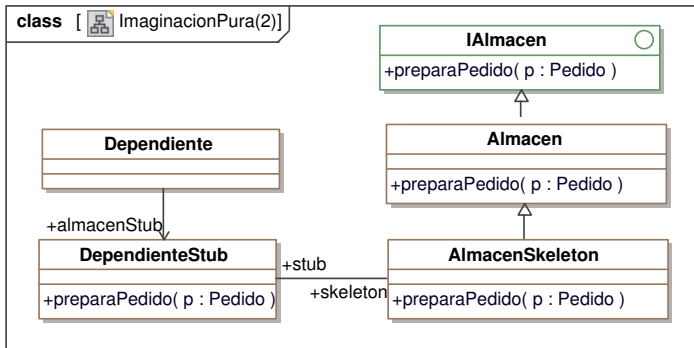 class [ ImaginacionPura(2)]
IAlmacen
+preparaPedido( p : Pedido )
Almacen
+preparaPedido( p : Pedido )
Dependiente
+almacenStub
DependienteStub
+preparaPedido( p : Pedido )
+stub
+skeleton
AlmacenSkeleton
+preparaPedido( p : Pedido )